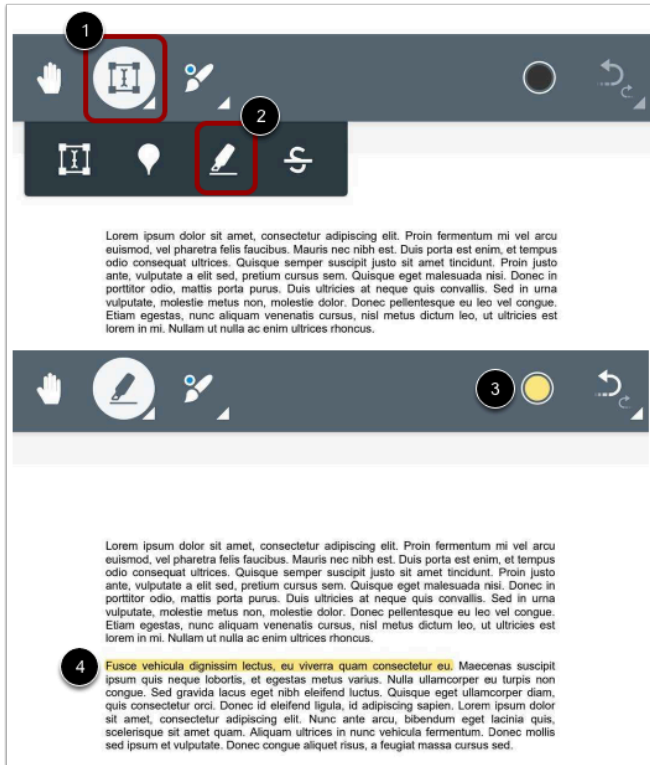 1
2
Lorem ipsum dolor sit amet, consectetur adipiscing elit. Proin fermentum mi vel arcu
euismod, vel pharetra felis faucibus. Mauris nec nibh est. Duis porta est enim, et tempus
odio consequat ultrices. Quisque semper suscipit justo sit amet tincidunt. Proin justo
ante, vulputate a elit sed, pretium cursus sem. Quisque eget malesuada nisi. Donec in
porttitor odio, mattis porta purus. Duis ultricies at neque quis convallis. Sed in urna
vulputate, molestie metus non, molestie dolor. Donec pellentesque eu leo vel congue.
Etiam egestas, nunc aliquam venenatis cursus, nisl metus dictum leo, ut ultricies est
lorem in mi. Nullam ut nulla ac enim ultrices rhoncus.
3
Lorem ipsum dolor sit amet, consectetur adipiscing elit. Proin fermentum mi vel arcu
euismod, vel pharetra felis faucibus. Mauris nec nibh est. Duis porta est enim, et tempus
odio consequat ultrices. Quisque semper suscipit justo sit amet tincidunt. Proin justo
ante, vulputate a elit sed, pretium cursus sem. Quisque eget malesuada nisi. Donec in
porttitor odio, mattis porta purus. Duis ultricies at neque quis convallis. Sed in urna
vulputate, molestie metus non, molestie dolor. Donec pellentesque eu leo vel congue.
Etiam egestas, nunc aliquam venenatis cursus, nisl metus dictum leo, ut ultricies est
lorem in mi. Nullam ut nulla ac enim ultrices rhoncus.
4
Fusce vehicula dignissim lectus, eu viverra quam consectetur eu. Maecenas suscipit
ipsum quis neque lobortis, et egestas metus varius. Nulla ullamcorper eu turpis non
congue. Sed gravida lacus eget nibh eleifend luctus. Quisque eget ullamcorper diam,
quis consectetur orci. Donec id eleifend ligula, id adipiscing sapien. Lorem ipsum dolor
sit amet, consectetur adipiscing elit. Nunc ante arcu, bibendum eget lacinia quis,
scelerisque sit amet quam. Aliquam ultrices in nunc vehicula fermentum. Donec mollis
sed ipsum et vulputate. Donec congue aliquet risus, a feugiat massa cursus sed.